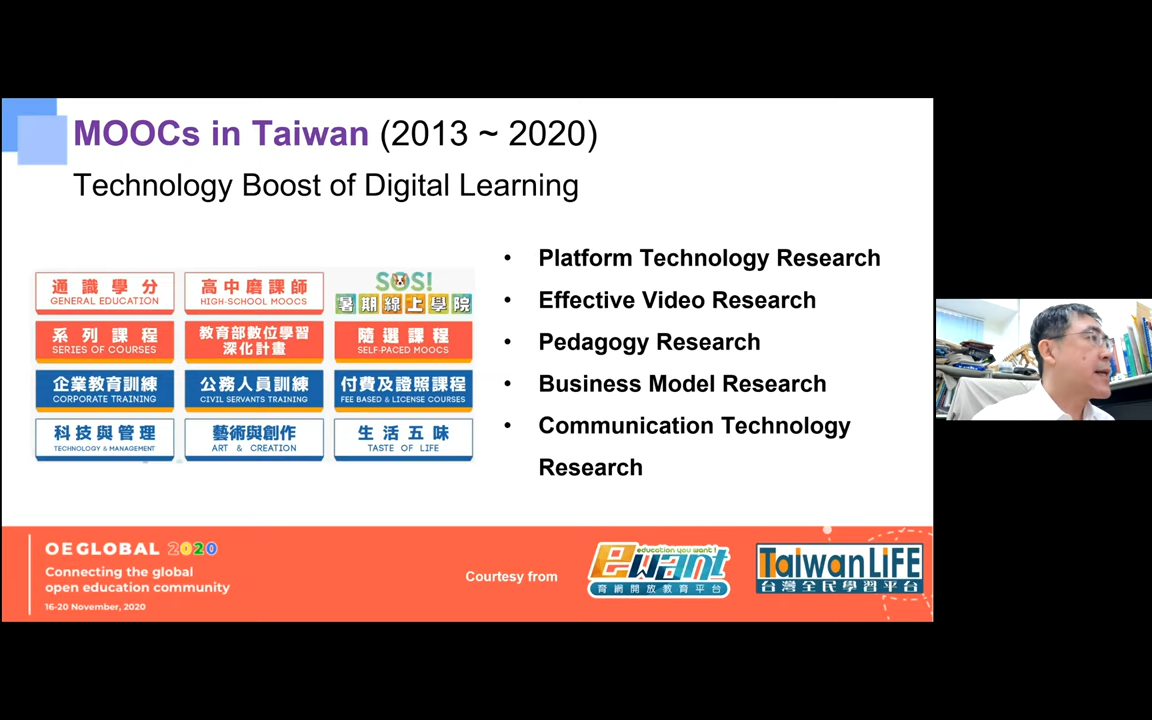 MOOCs in Taiwan (2013 ~ 2020)
Technology Boost of Digital Learning
通識學分
GENERAL EDUCATION
高中磨課師
HIGH-SCHOOL MOOCS
SOS!
暑期線上學院
系列課程
SERIES OF COURSES
教育部數位學習
深化計畫
隨選課程
SELF-PACED MOOCS
企業教育訓練
CORPORATE TRAINING
公務人員訓練
CIVIL SERVANTS TRAINING
付費及證照課程
FEE BASED & LICENSE COURSES
科技與管理
TECHNOLOGY & MANAGEMENT
藝術與創作
ART & CREATION
生活五味
TASTE OF LIFE
• Platform Technology Research
• Effective Video Research
• Pedagogy Research
• Business Model Research
• Communication Technology
Research
OEGLOBAL 2020
Connecting the global
open education community
16-20 November, 2020
Courtesy from
education you want!
ewant
育網開放教育平台
TaiwanLiFE
台灣全民學習平台